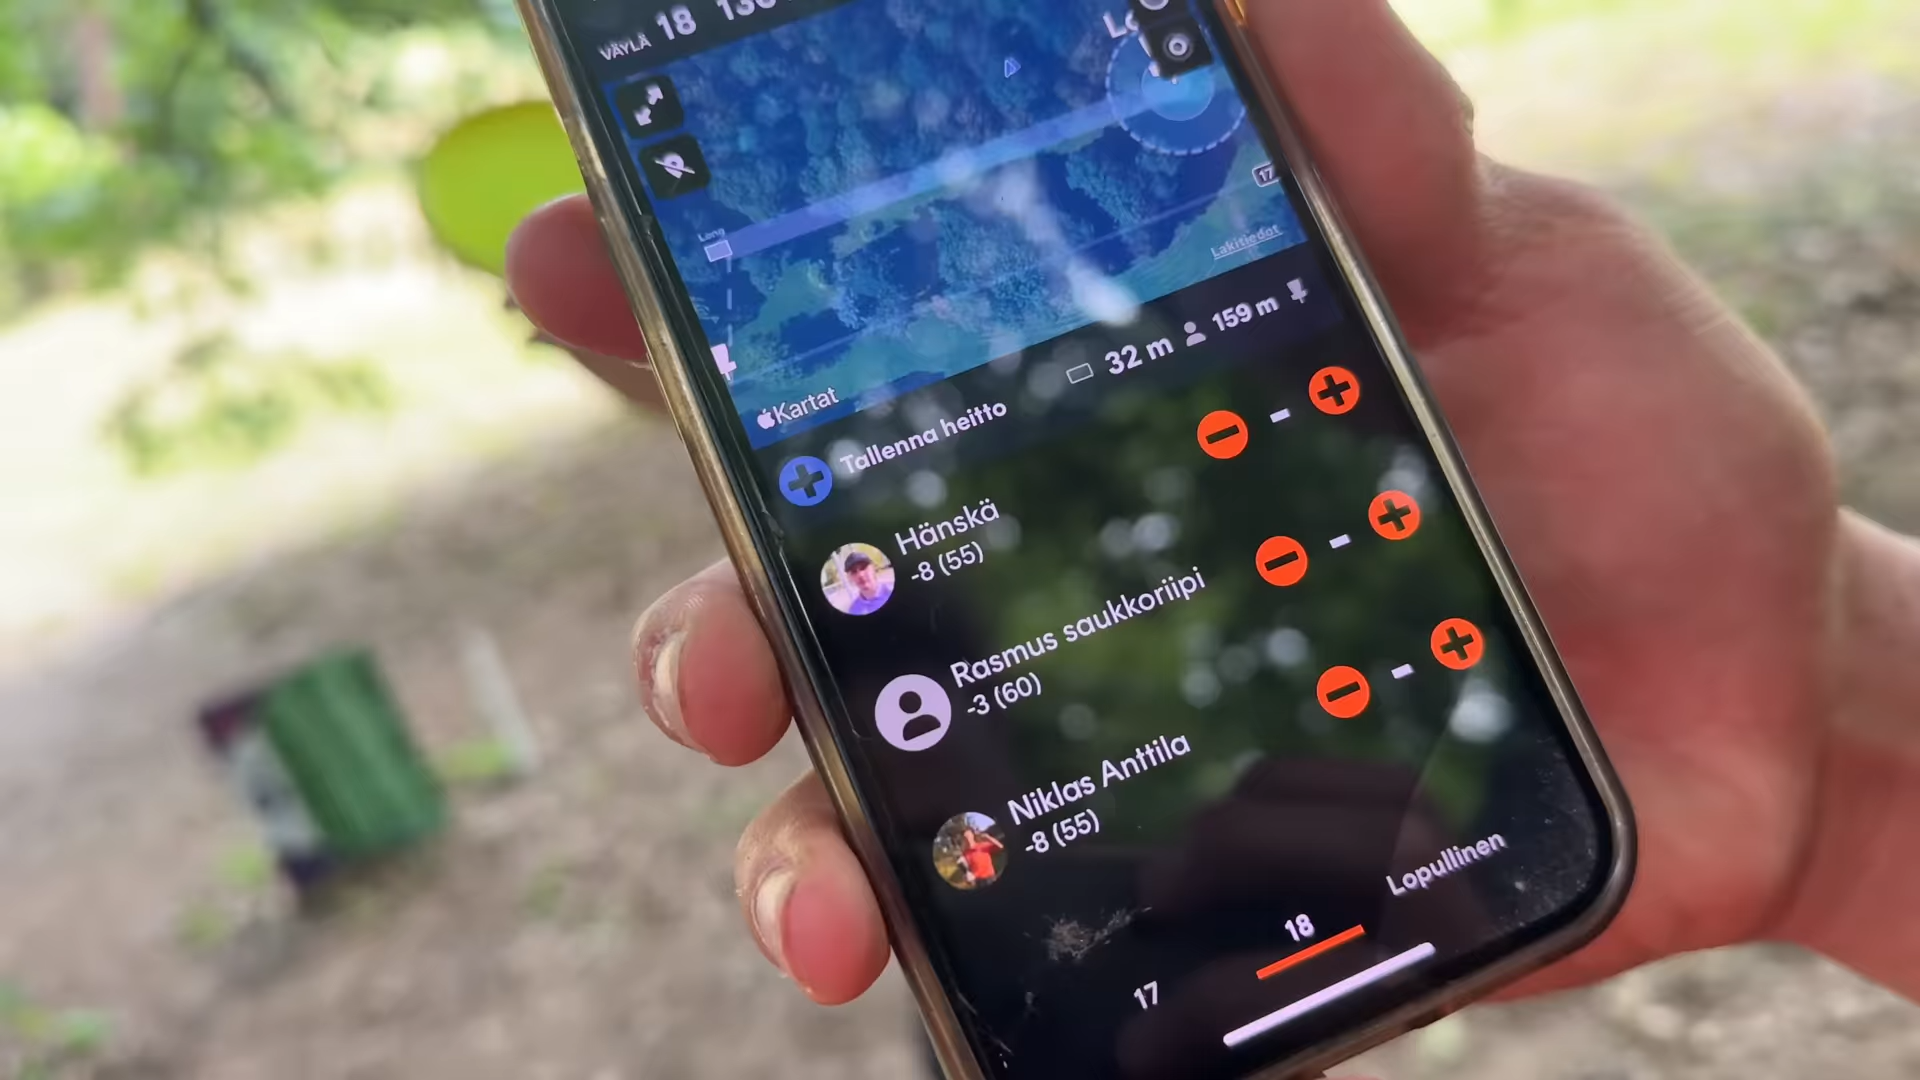 VÄYLÄ 18
17
Lakitiedot
Kartat
32 m 159 m
Tallenna heitto
Hänskä
-8 (55)
Rasmus saukkoriipi
-3 (60)
Niklas Anttila
-8 (55)
17 18 Lopullinen